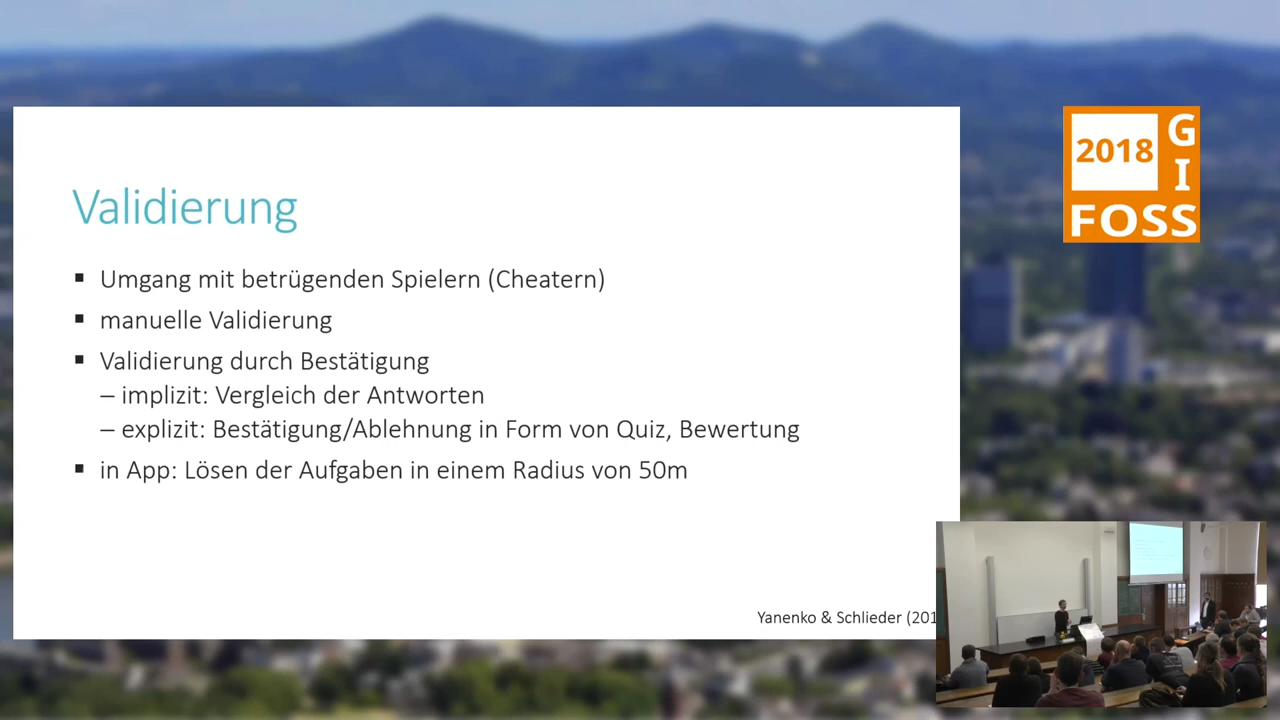 Validierung
▪ Umgang mit betrügenden Spielern (Cheatern)
▪ manuelle Validierung
▪ Validierung durch Bestätigung
– implizit: Vergleich der Antworten
– explizit: Bestätigung/Ablehnung in Form von Quiz, Bewertung
▪ in App: Lösen der Aufgaben in einem Radius von 50m
Yanenko & Schlieder (201
2018
G
I
FOSS